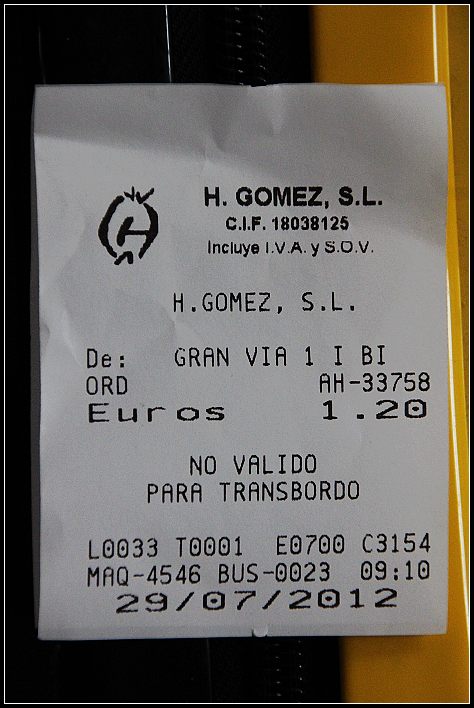 H. GOMEZ, S.L.
C.I.F. 18038125
Incluye I.V.A. y S.O.V.
H.GOMEZ, S.L.
De: GRAN VIA 1 I BI
ORD AH-33758
Euros 1.20
NO VALIDO
PARA TRANSBORDO
L0033 T0001 E0700 C3154
MAQ-4546 BUS-0023 09:10
29/07/2012